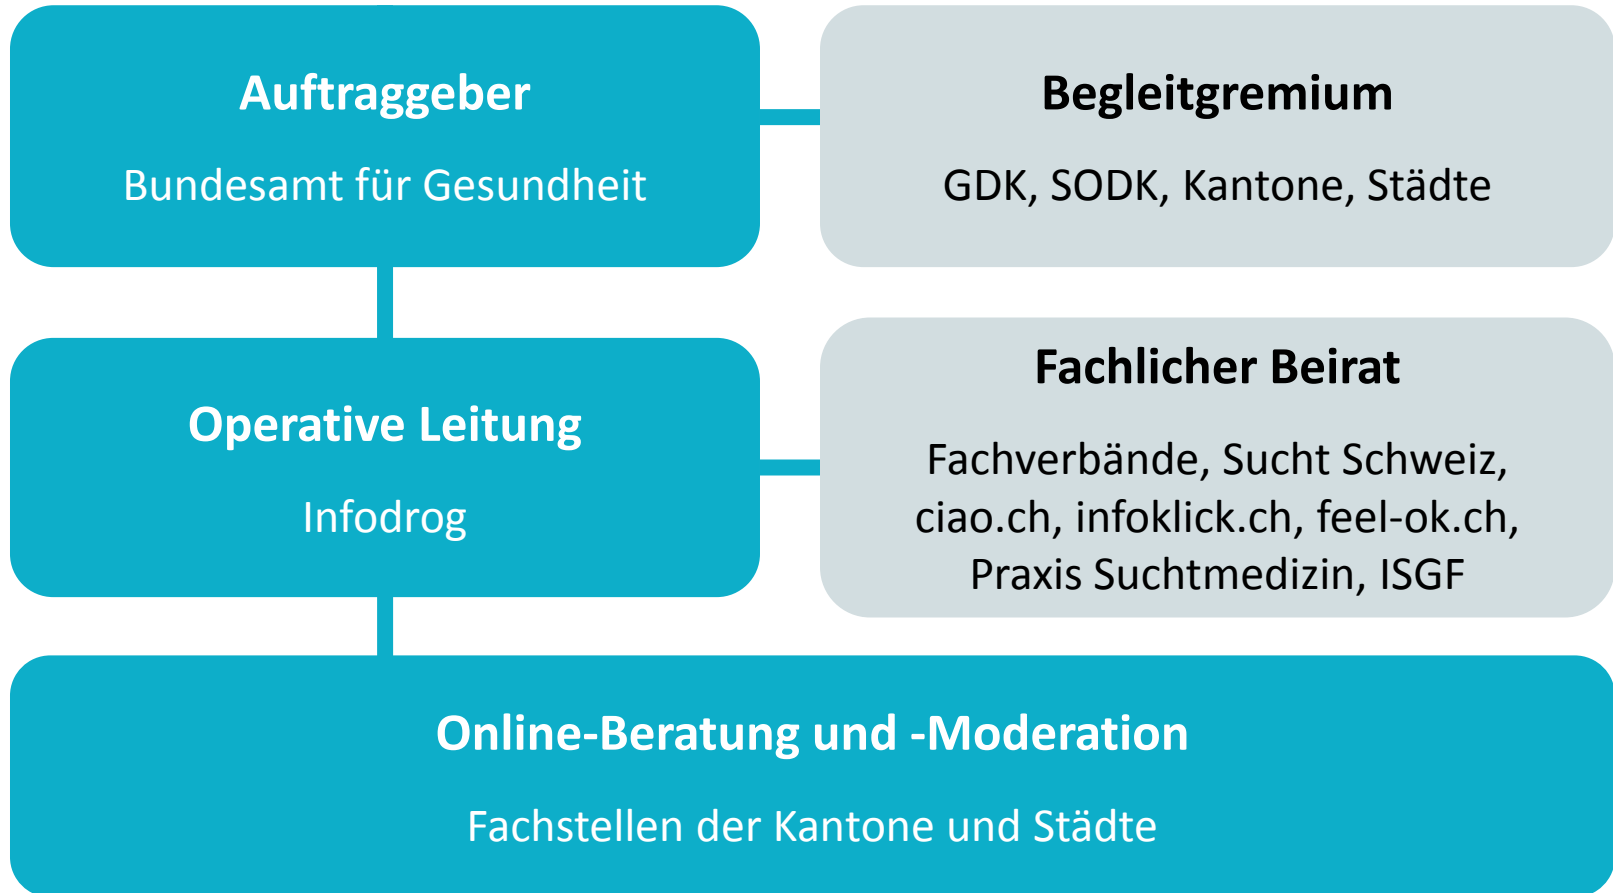 Auftraggeber
Bundesamt für Gesundheit
Begleitgremium
GDK, SODK, Kantone, Städte
Operative Leitung
Infodrog
Fachlicher Beirat
Fachverbände, Sucht Schweiz,
ciao.ch, infoklick.ch, feel-ok.ch,
Praxis Suchtmedizin, ISGF
Online-Beratung und -Moderation
Fachstellen der Kantone und Städte